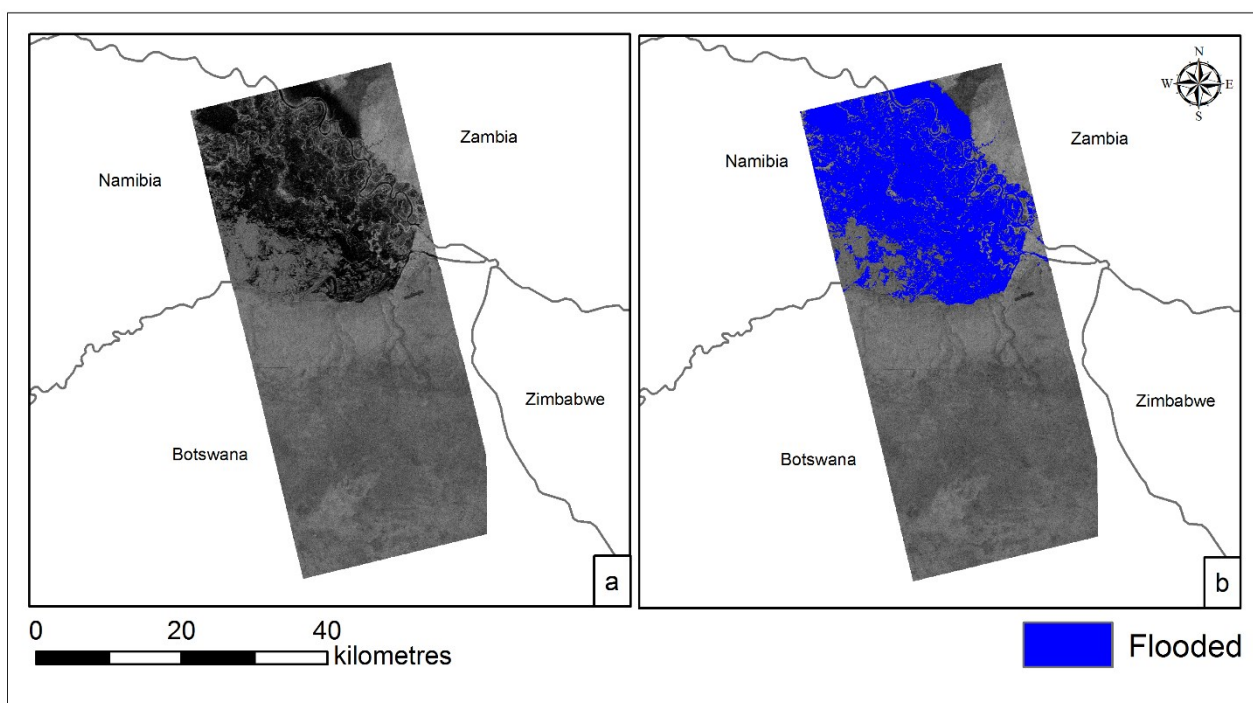 Namibia
Zambia
Zimbabwe
Botswana
a
N
W E
S
Namibia
Zambia
Zimbabwe
Botswana
b
0 20 40
kilometres
Flooded